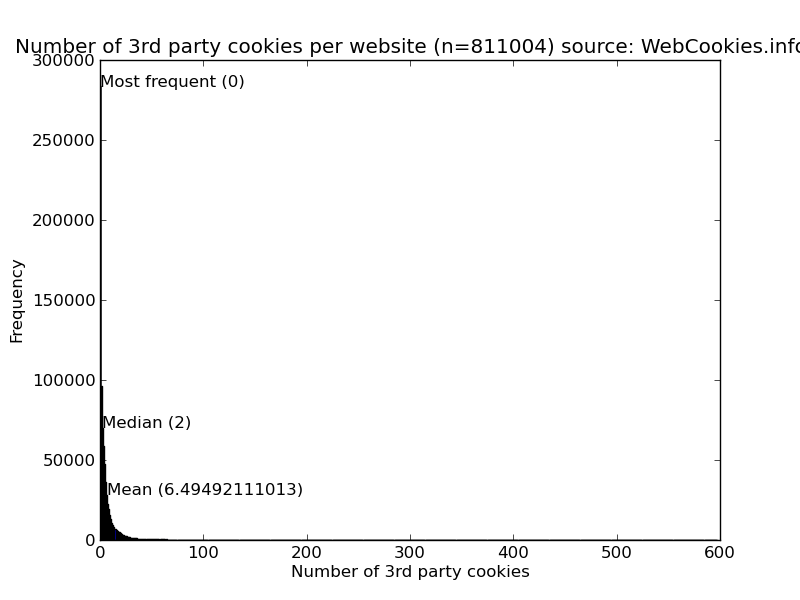 Number of 3rd party cookies per website (n=811004) source: WebCookies.info
300000
Most frequent (0)
250000
200000
150000
Frequency
100000
Median (2)
50000
Mean (6.49492111013)
0
0 100 200 300 400 500 600
Number of 3rd party cookies